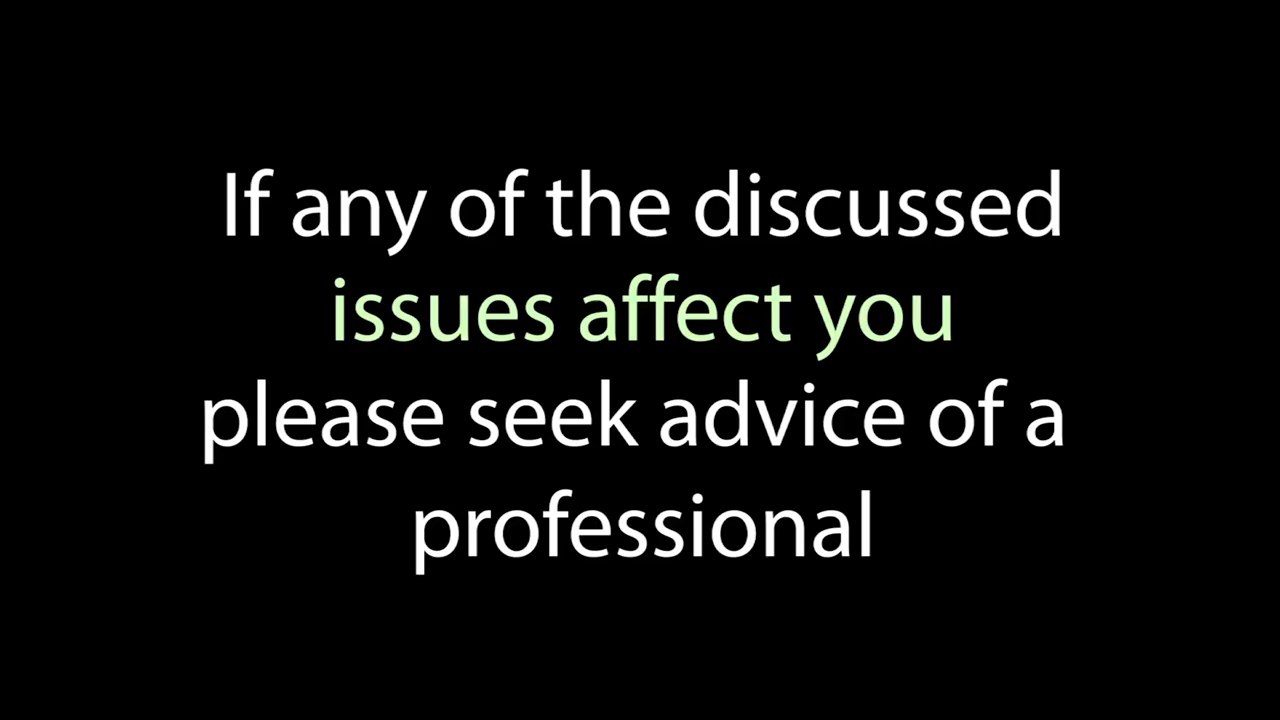 If any of the discussed
issues affect you
please seek advice of a
professional